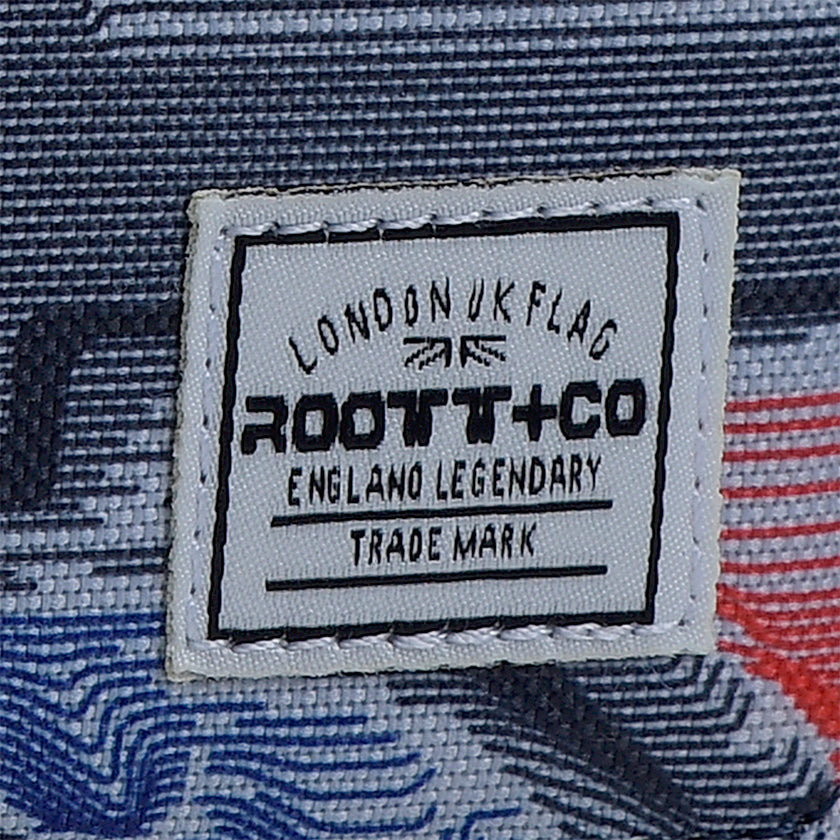 LONDON UK FLAG
ROOTT+CO
ENGLAND LEGENDARY
TRADE MARK